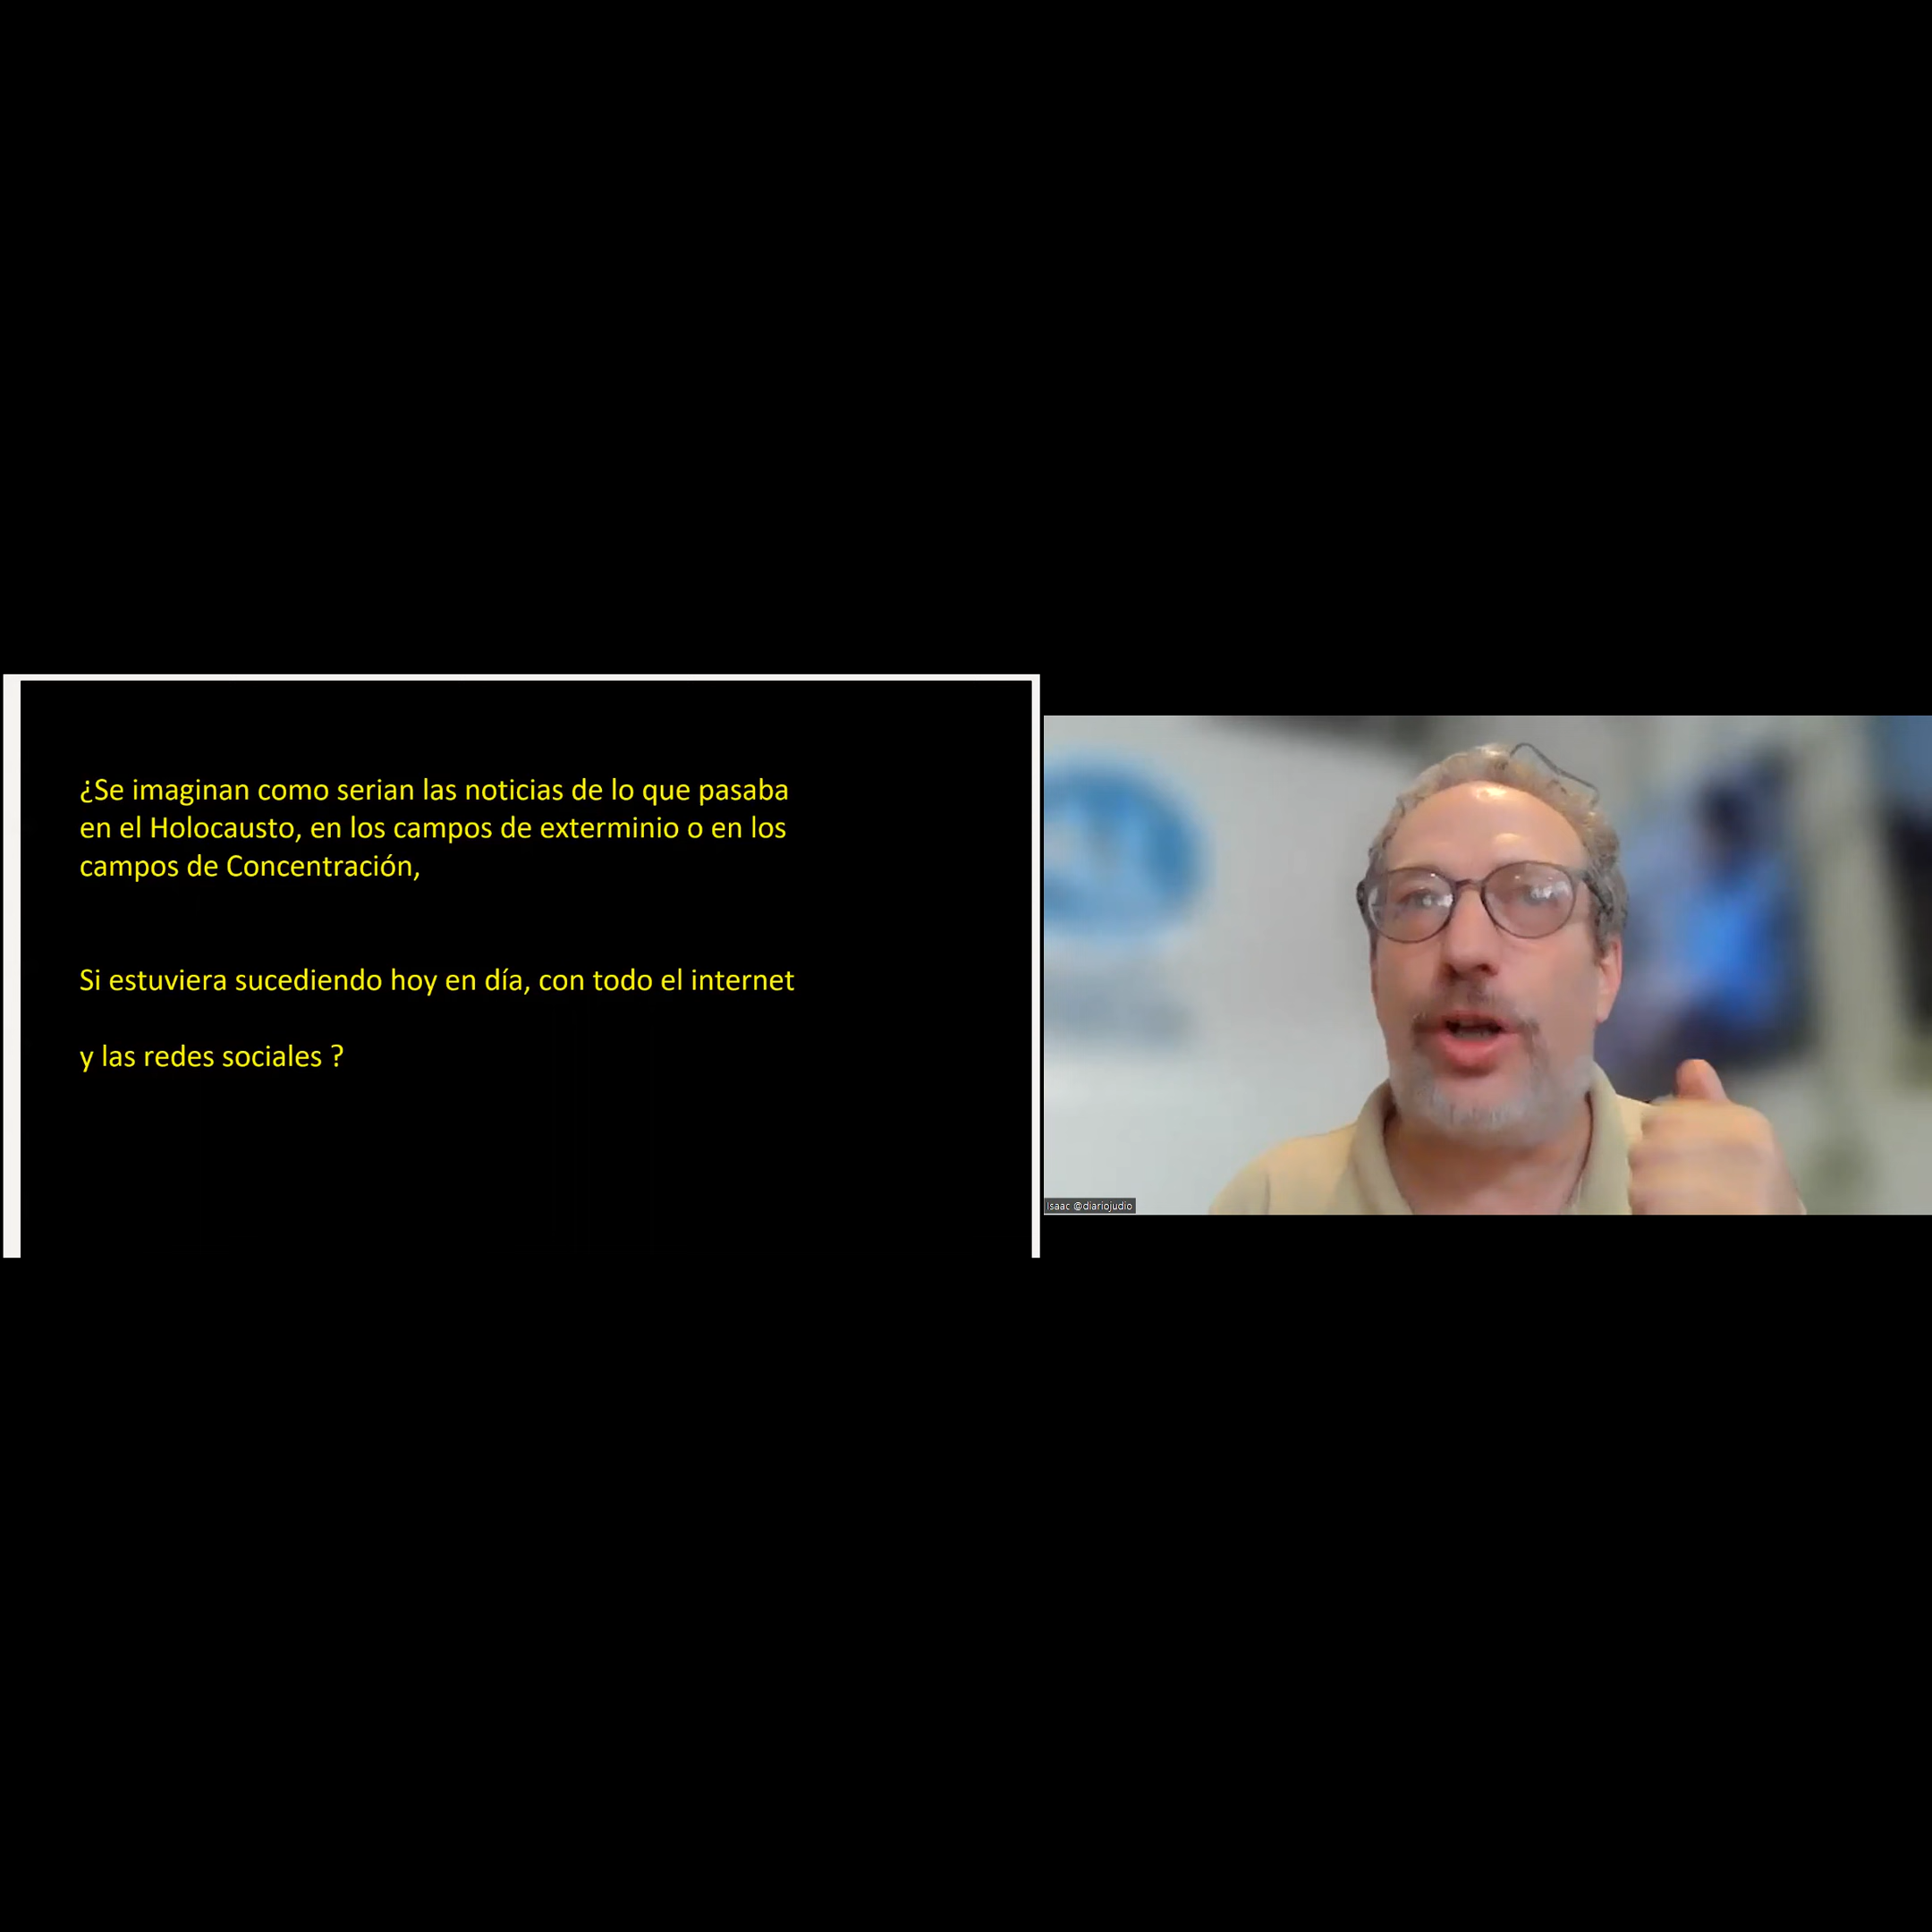 ¿Se imaginan como serian las noticias de lo que pasaba
en el Holocausto, en los campos de exterminio o en los
campos de Concentración,
Si estuviera sucediendo hoy en día, con todo el internet
y las redes sociales ?
Isaac @diariojudio